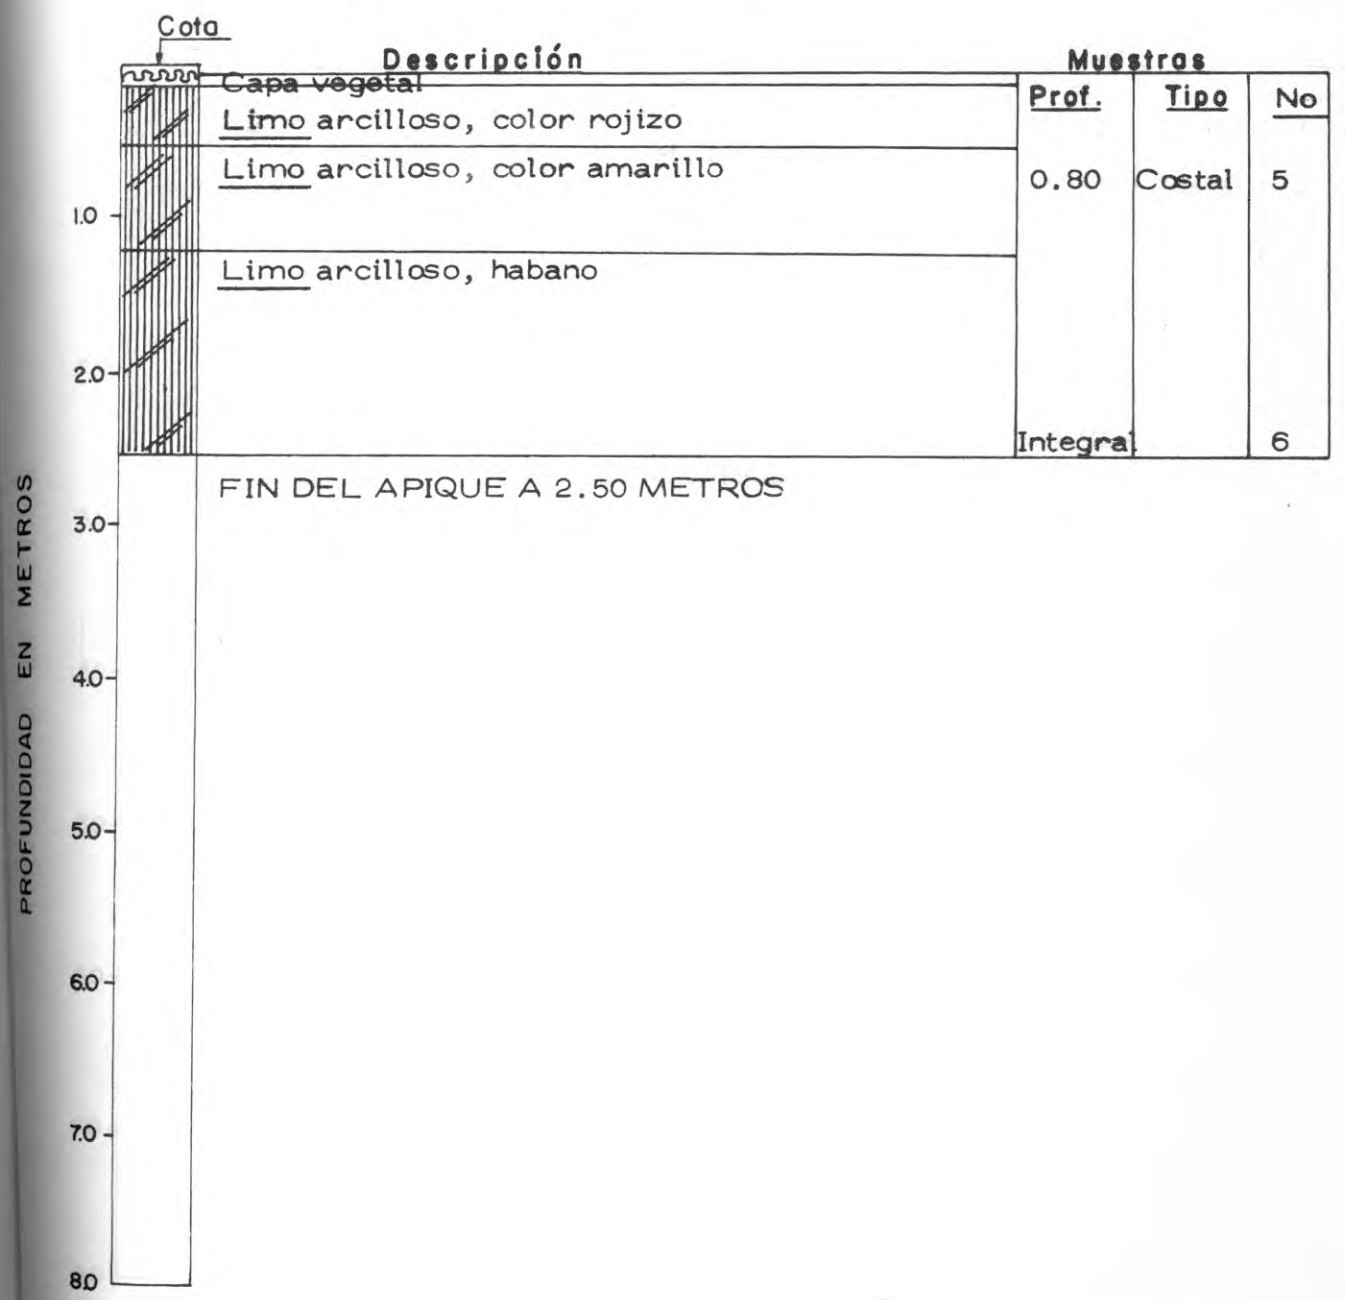 Cota
Descripción
Muestras
Capa vegetal
Prof. Tipo No
Limo arcilloso, color rojizo
Limo arcilloso, color amarillo
0.80 Costal 5
1.0
Limo arcilloso, habano
2.0
Integral 6
FIN DEL APIQUE A 2.50 METROS
3.0
4.0
5.0
6.0
7.0
8.0
PROFUNDIDAD EN METROS